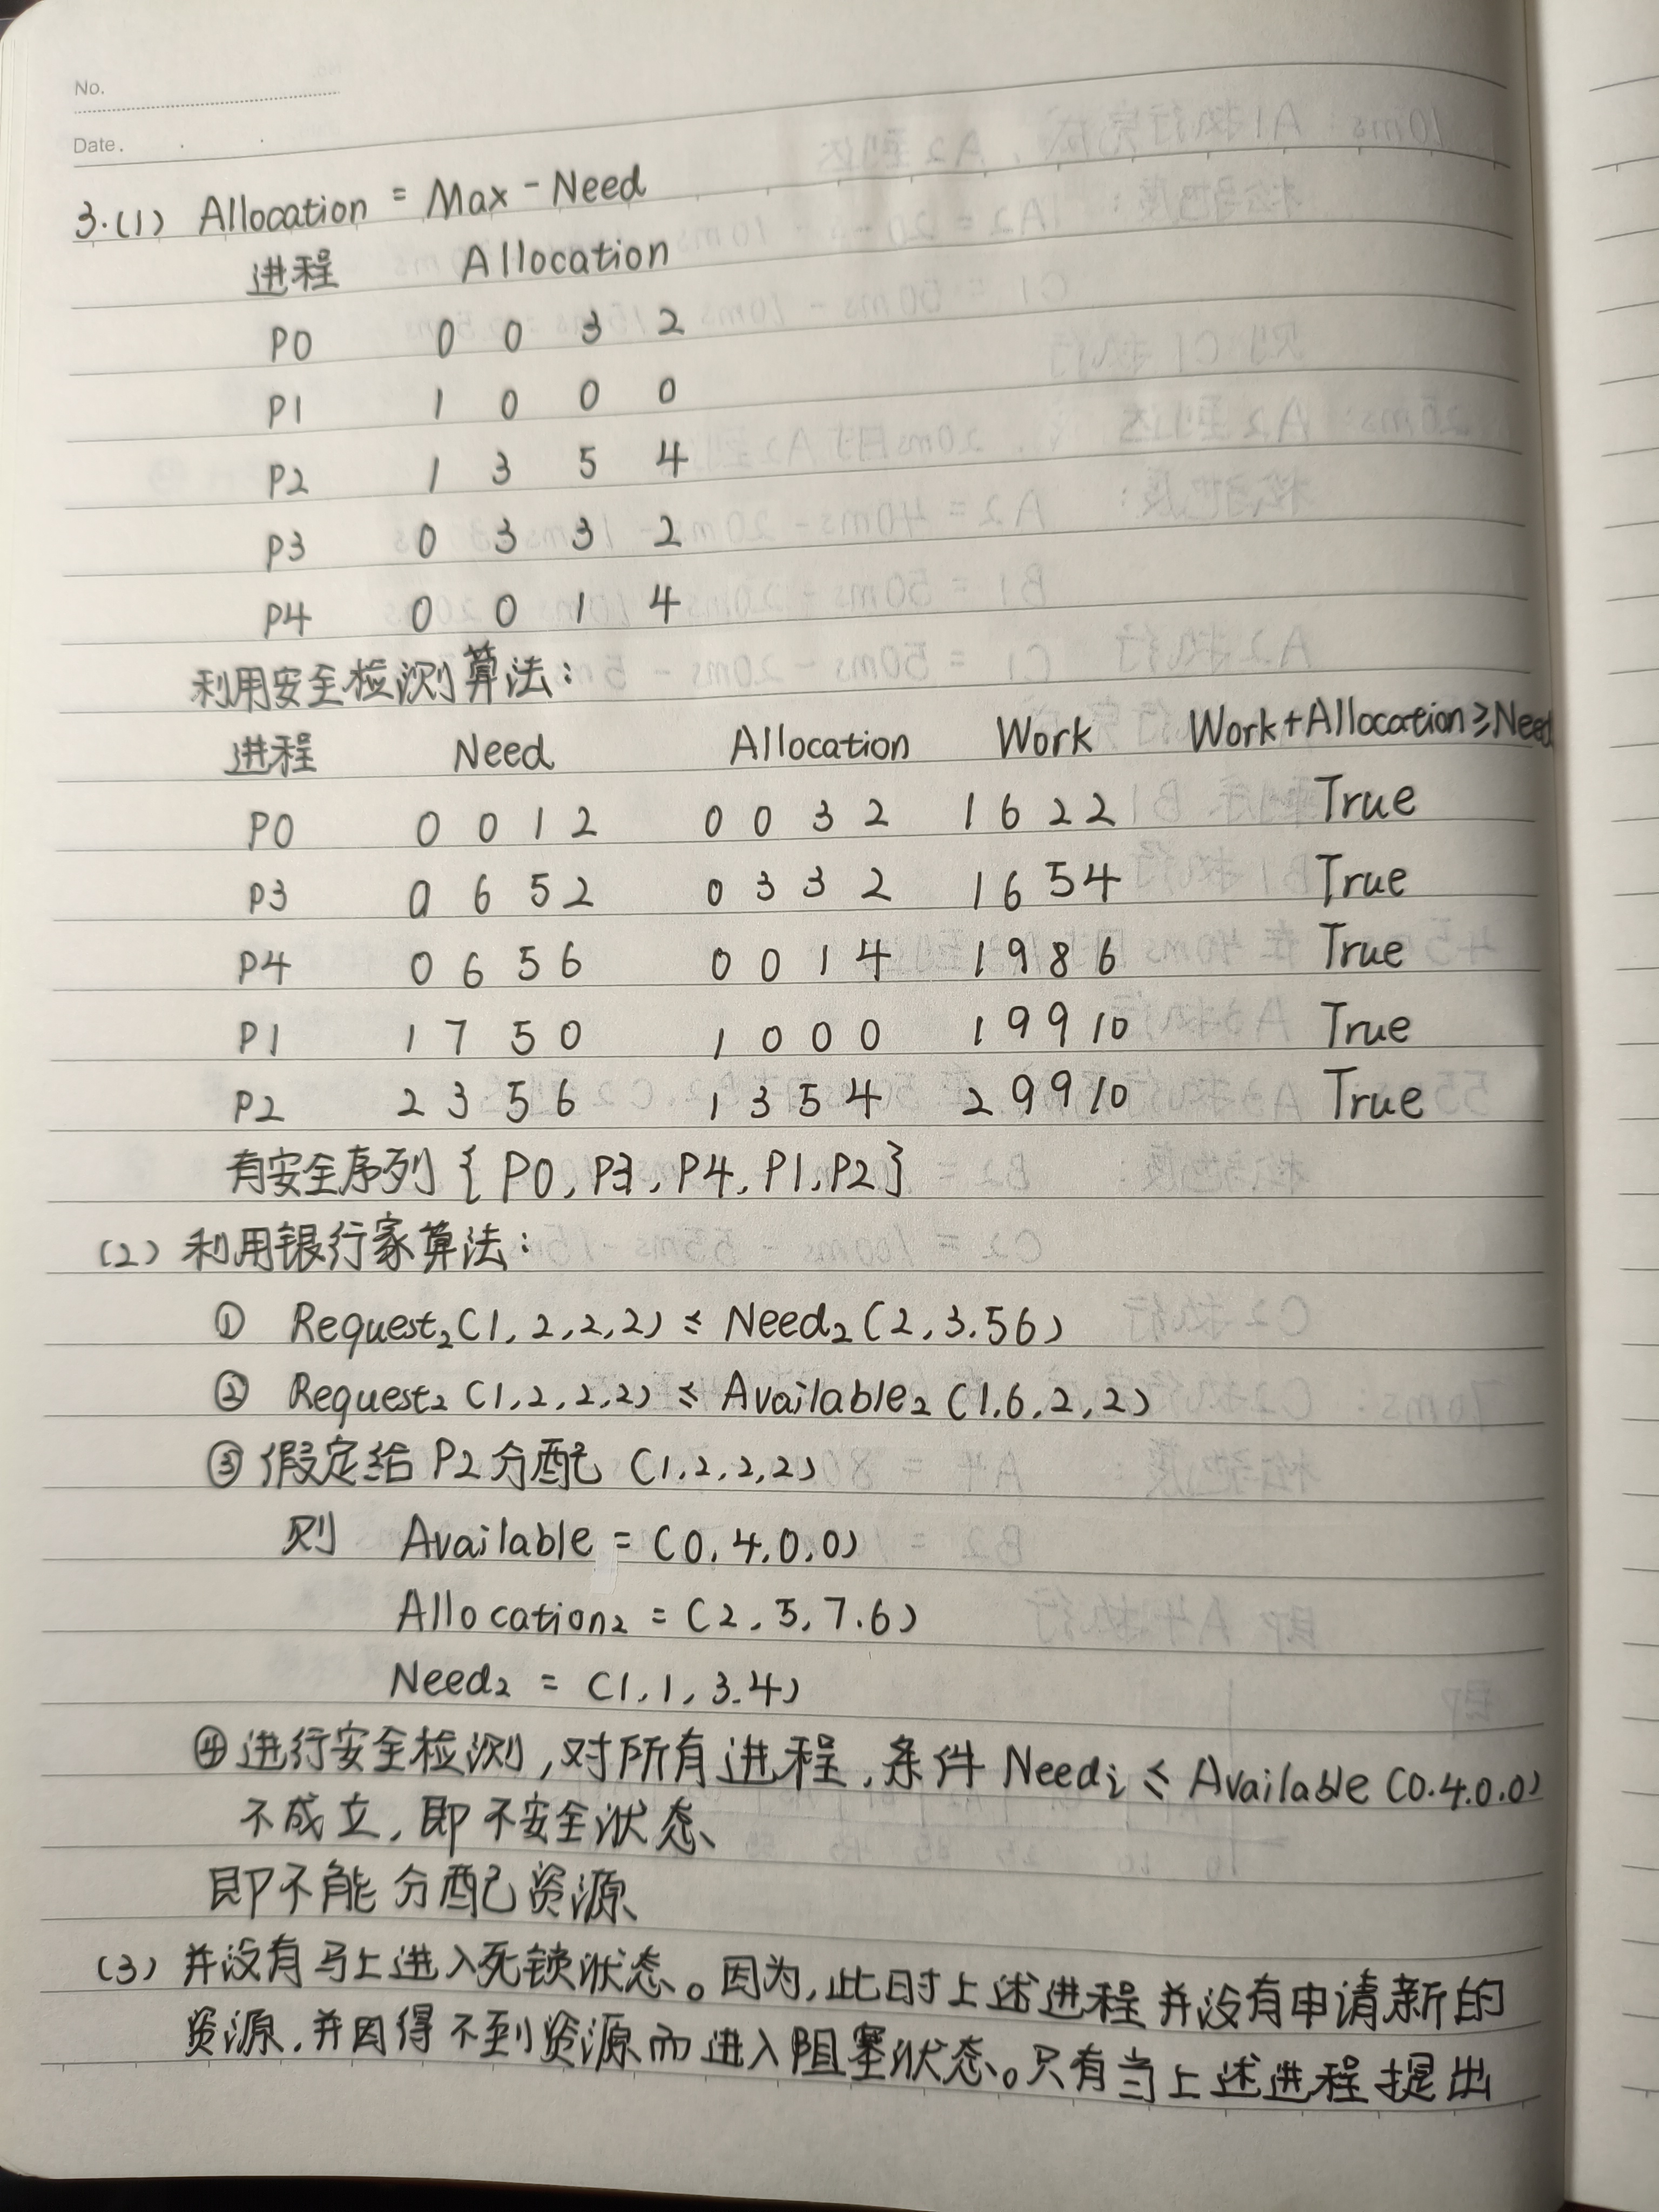 No.
Date.
3.(1) Allocation = Max - Need
进程 Allocation
P0 0 0 3 2
P1 1 0 0 0
P2 1 3 5 4
P3 0 3 3 2
P4 0 0 1 4
利用安全检测算法:
进程 Need Allocation Work Work+Allocation≥Need
P0 0 0 1 2 0 0 3 2 1 6 2 2 True
P3 0 6 5 2 0 3 3 2 1 6 5 4 True
P4 0 6 5 6 0 0 1 4 1 9 8 6 True
P1 1 7 5 0 1 0 0 0 1 9 9 10 True
P2 2 3 5 6 1 3 5 4 2 9 9 10 True
有安全序列 { P0, P3, P4, P1, P2 }
(2) 利用银行家算法:
① Request₂(1, 2, 2, 2) ≤ Need₂(2, 3.56)
② Request₂(1, 2, 2, 2) ≤ Available₂(1.6, 2, 2)
③ 假定给 P2 分配 (1.2, 2, 2)
则 Available = (0.4.0.0)
Allocation₂ = (2, 5, 7.6)
Need₂ = (1, 1, 3.4)
④ 进行安全检测,对所有进程,条件 Needi ≤ Available (0.4.0.0)
不成立,即不安全状态、
即不能分配资源、
(3) 并没有马上进入死锁状态。因为,此时上述进程并没有申请新的
资源,并因得不到资源而进入阻塞状态。只有当上述进程提出